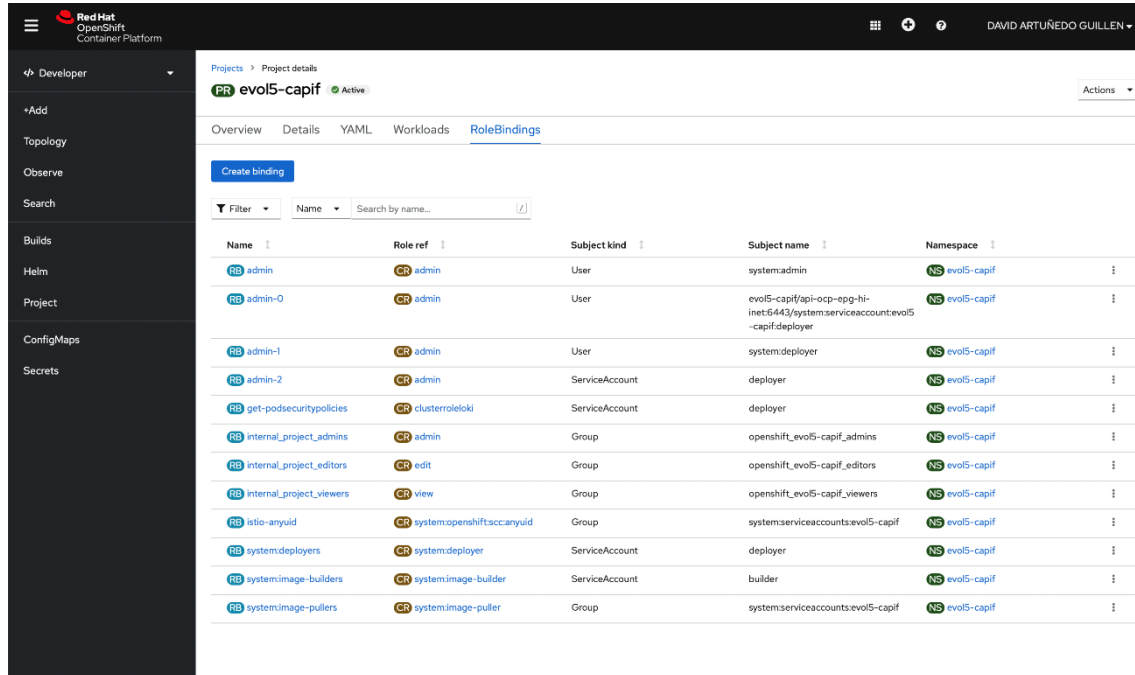 Red Hat
OpenShift
Container Platform
DAVID ARTUÑEDO GUILLEN
Developer
+Add
Topology
Observe
Search
Builds
Helm
Project
ConfigMaps
Secrets
Projects > Project details
PR evol5-capif Active
Actions
Overview Details YAML Workloads RoleBindings
Create binding
Filter Name Search by name... /
Name Role ref Subject kind Subject name Namespace
RB admin CR admin User system:admin NS evol5-capif
RB admin-0 CR admin User evol5-capif/api-ocp-epg-hi- NS evol5-capif
inet:6443/system:serviceaccount:evol5
-capif:deployer
RB admin-1 CR admin User system:deployer NS evol5-capif
RB admin-2 CR admin ServiceAccount deployer NS evol5-capif
RB get-podsecuritypolicies CR clusterroleloki ServiceAccount deployer NS evol5-capif
RB internal_project_admins CR admin Group openshift_evol5-capif_admins NS evol5-capif
RB internal_project_editors CR edit Group openshift_evol5-capif_editors NS evol5-capif
RB internal_project_viewers CR view Group openshift_evol5-capif_viewers NS evol5-capif
RB istio-anyuid CR system:openshift:scc:anyuid Group system:serviceaccounts:evol5-capif NS evol5-capif
RB system:deployers CR system:deployer ServiceAccount deployer NS evol5-capif
RB system:image-builders CR system:image-builder ServiceAccount builder NS evol5-capif
RB system:image-pullers CR system:image-puller Group system:serviceaccounts:evol5-capif NS evol5-capif